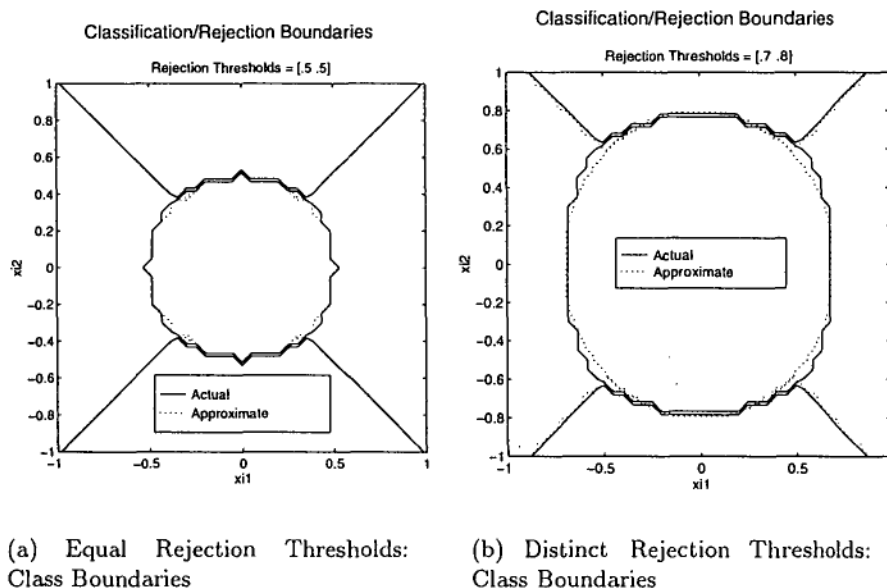 Classification/Rejection Boundaries
Rejection Thresholds = [.5 .5]
1
0.8
0.6
0.4
0.2
0
-0.2
-0.4
-0.6
-0.8
-1
xi2
Actual
Approximate
-1
-0.5
0
0.5
1
xi1
(a) Equal Rejection Thresholds:
Class Boundaries
Classification/Rejection Boundaries
Rejection Thresholds = [.7 .8]
1
0.8
0.6
0.4
0.2
0
-0.2
-0.4
-0.6
-0.8
-1
xi2
Actual
Approximate
-1
-0.5
0
0.5
xi1
(b) Distinct Rejection Thresholds:
Class Boundaries